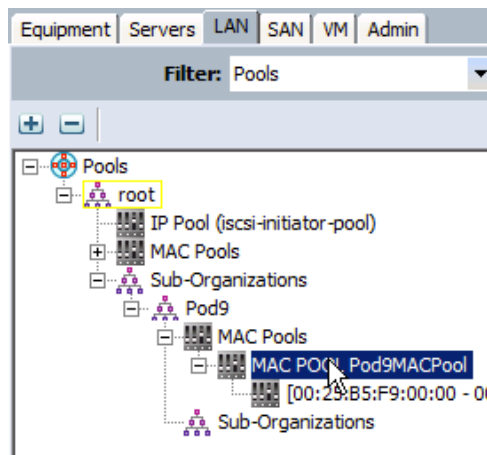 Equipment Servers LAN SAN VM Admin
Filter: Pools
Pools
root
IP Pool (iscsi-initiator-pool)
MAC Pools
Sub-Organizations
Pod9
MAC Pools
MAC POOL Pod9MACPool
[00:25:B5:F9:00:00 - 00
Sub-Organizations